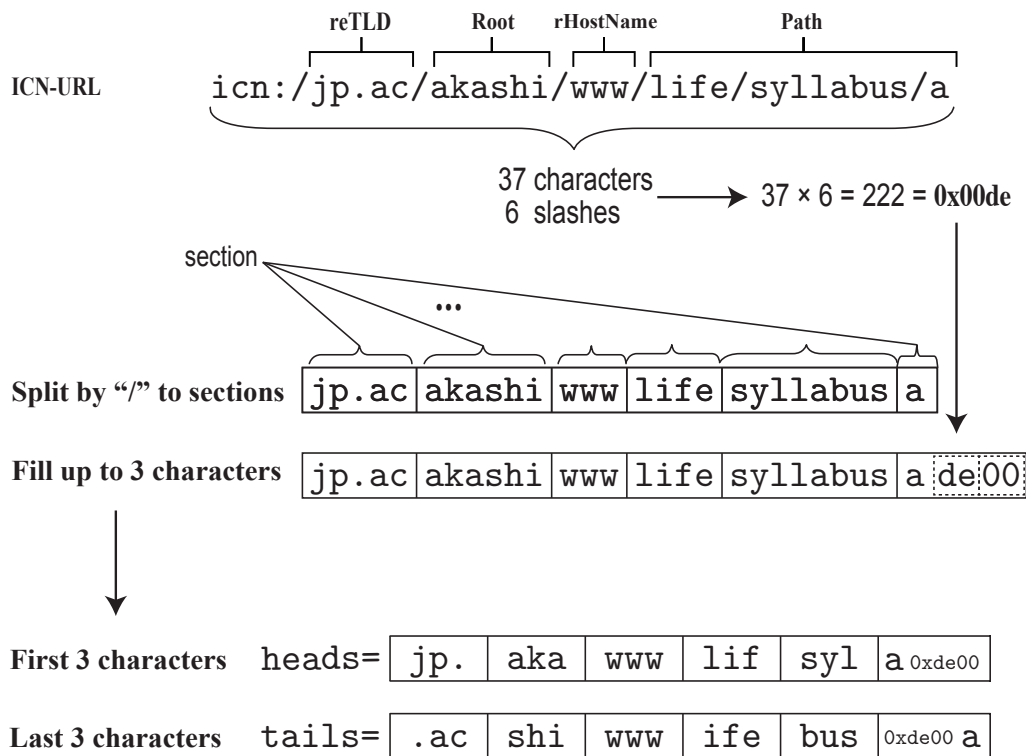 reTLD Root rHostName Path
ICN-URL icn:/jp.ac/akashi/www/life/syllabus/a
37 characters
6 slashes
37 × 6 = 222 = 0x00de
section
...
Split by “/” to sections jp.ac akashi www life syllabus a
Fill up to 3 characters jp.ac akashi www life syllabus a de 00
First 3 characters heads= jp. aka www lif syl a 0xde00
Last 3 characters tails= .ac shi www ife bus 0xde00 a